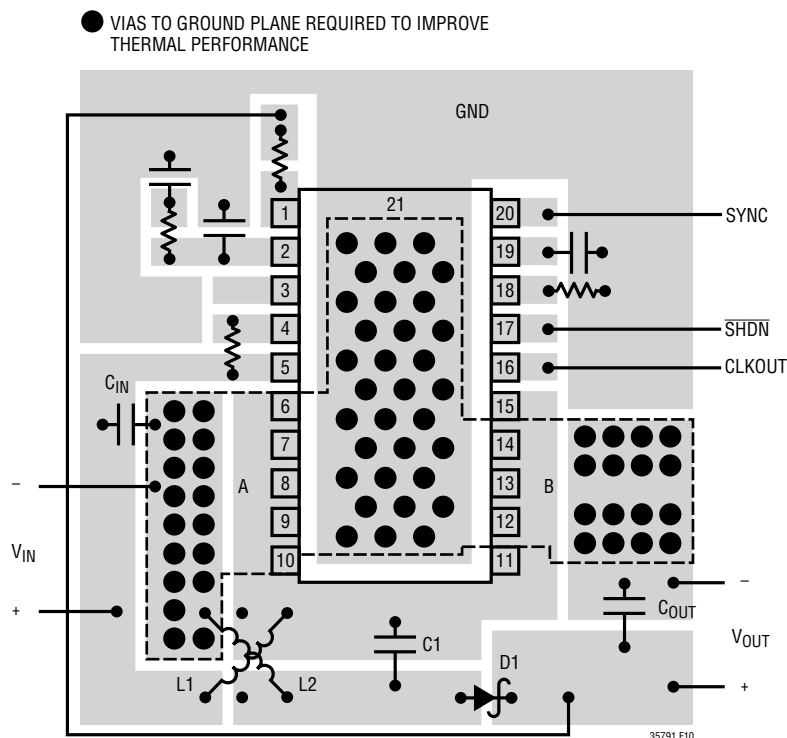 VIAS TO GROUND PLANE REQUIRED TO IMPROVE
THERMAL PERFORMANCE
GND
21
1
20
SYNC
2
19
3
18
4
17
SHDN
5
16
CLKOUT
CIN
6
15
7
14
–
A
8
13
B
9
12
VIN
10
11
–
+
COUT
C1
VOUT
L1
L2
D1
+
35791 F10